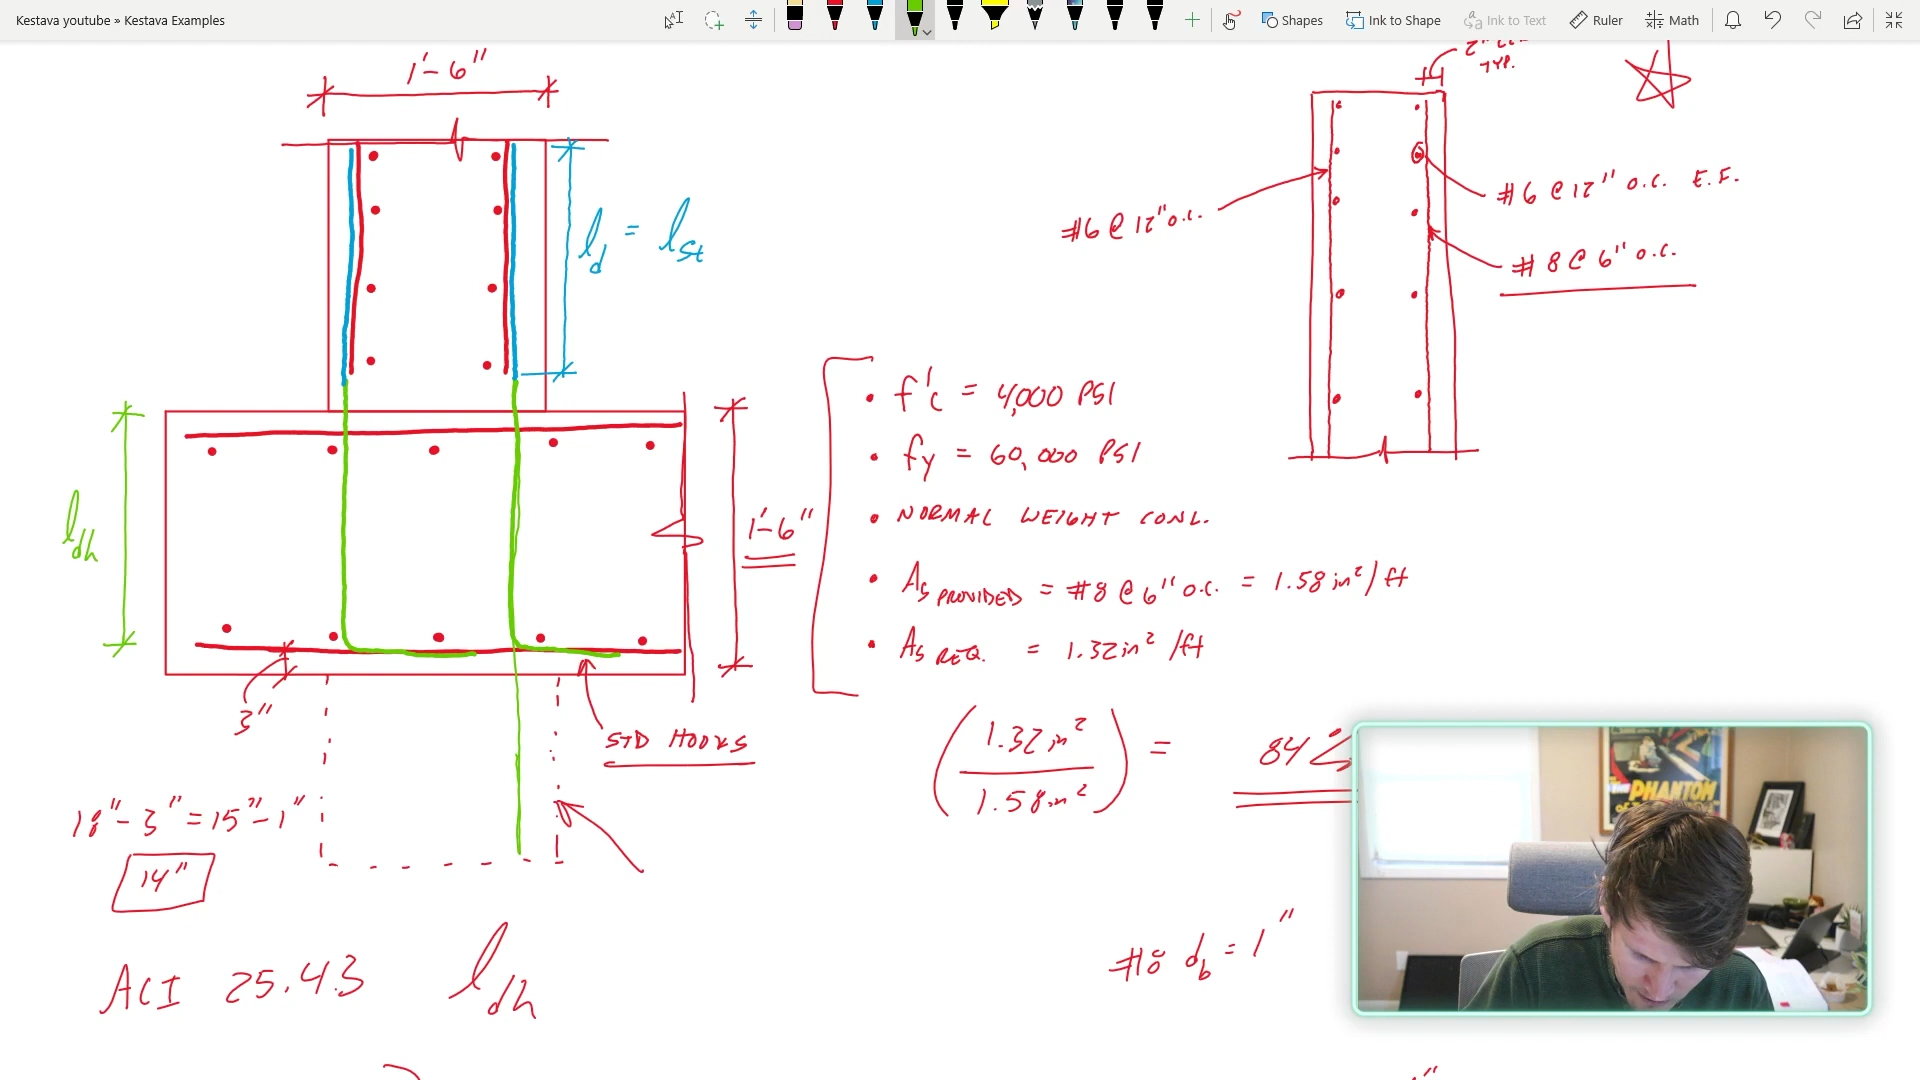 Kestava youtube » Kestava Examples
Shapes
Ink to Shape
Ink to Text
Ruler
Math
1'-6"
TYP.
#6 @ 12" o.c. E.F.
#6 @ 12" o.c.
# 8 @ 6" o.c.
ld = lst
f'c = 4,000 PSI
fy = 60,000 PSI
NORMAL WEIGHT CONC.
As PROVIDED = #8 @ 6" o.c. = 1.58 in²/ft
As REQ. = 1.32 in²/ft
1'-6"
ldh
3"
STD HOOKS
(1.32 in² / 1.58 in²) = 84%
18" - 3" = 15" - 1"
14"
#8 db = 1"
ACI 25.4.3 ldh
PHANTOM